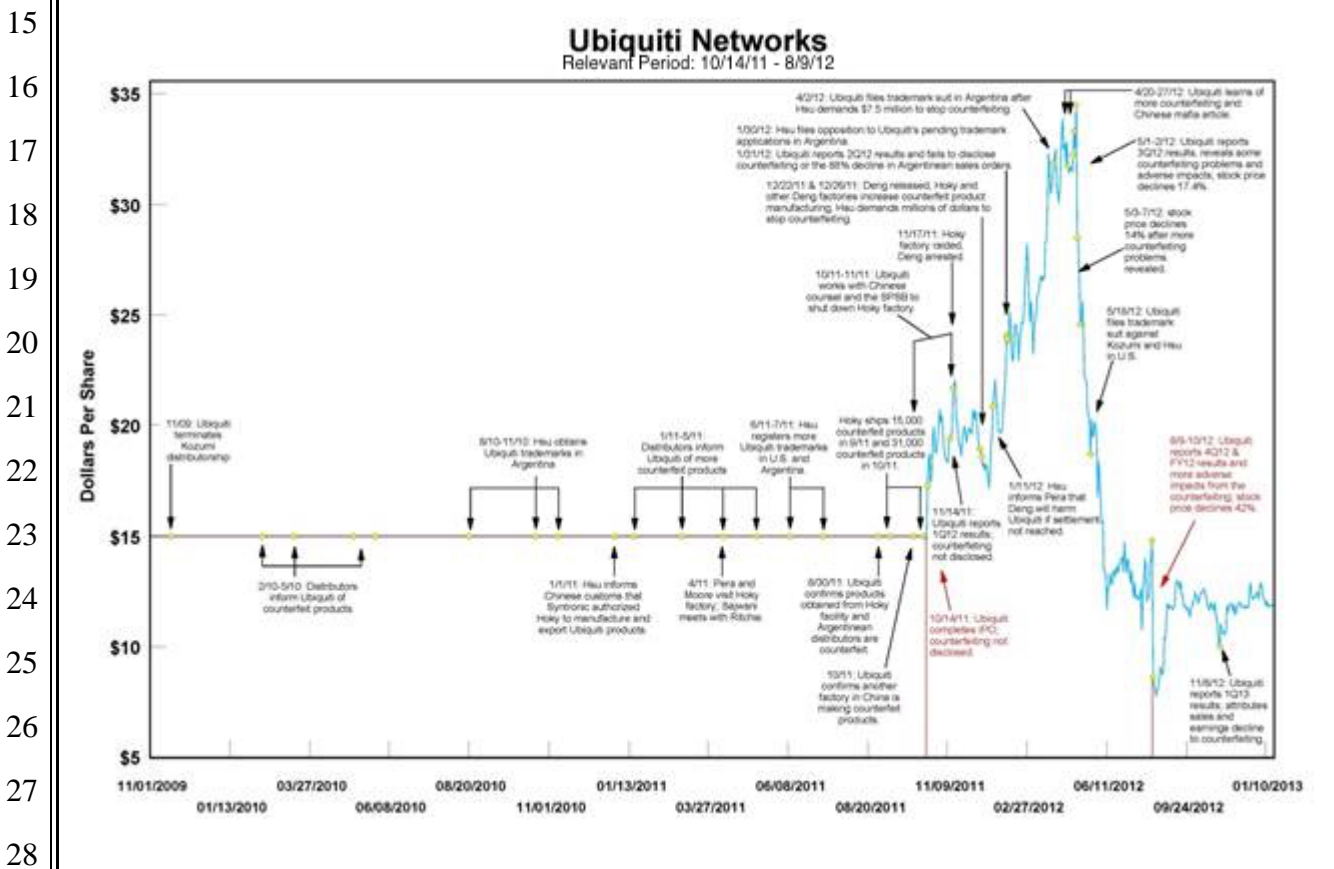 15
16
17
18
19
20
21
22
23
24
25
26
27
28
Ubiquiti Networks
Relevant Period: 10/14/11 - 8/9/12
Dollars Per Share
$35
$30
$25
$20
$15
$10
$5
11/09: Ubiquiti
terminates
Kozumi
distributorship
2/10-5/10: Distributors
inform Ubiquiti of
counterfeit products
8/10-11/10: Hsu obtains
Ubiquiti trademarks in
Argentina
1/1/11: Hsu informs
Chinese customs that
Syntronic authorized
Hoky to manufacture and
export Ubiquiti products.
1/11-5/11:
Distributors inform
Ubiquiti of more
counterfeit products
4/11: Pera and
Moore visit Hoky
factory; Sajwani
meets with Ritchie
6/11-7/11: Hsu
registers more
Ubiquiti trademarks
in U.S. and
Argentina.
8/30/11: Ubiquiti
confirms products
obtained from Hoky
facility and
Argentinean
distributors are
counterfeit.
Hoky ships 15,000
counterfeit products
in 9/11 and 31,000
counterfeit products
in 10/11.
10/11: Ubiquiti
confirms another
factory in China is
making counterfeit
products.
10/14/11: Ubiquiti
completes IPO;
counterfeiting not
disclosed.
10/11-11/11: Ubiquiti
works with Chinese
counsel and the SPSB to
shut down Hoky factory.
11/14/11:
Ubiquiti reports
1Q12 results;
counterfeiting
not disclosed.
11/17/11: Hoky
factory raided,
Deng arrested.
12/22/11 & 12/26/11: Deng released, Hoky and
other Deng factories increase counterfeit product
manufacturing, Hsu demands millions of dollars to
stop counterfeiting.
1/11/12: Hsu
informs Pera that
Deng will harm
Ubiquiti if settlement
not reached.
1/30/12: Hsu files opposition to Ubiquiti's pending trademark
applications in Argentina.
1/31/12: Ubiquiti reports 2Q12 results and fails to disclose
counterfeiting or the 88% decline in Argentinean sales orders.
4/2/12: Ubiquiti files trademark suit in Argentina after
Hsu demands $7.5 million to stop counterfeiting.
4/20-27/12: Ubiquiti learns of
more counterfeiting and
Chinese mafia article.
5/1-2/12: Ubiquiti reports
3Q12 results, reveals some
counterfeiting problems and
adverse impacts; stock price
declines 17.4%.
5/3-7/12: stock
price declines
14% after more
counterfeiting
problems
revealed.
5/18/12: Ubiquiti
files trademark
suit against
Kozumi and Hsu
in U.S.
8/9-10/12: Ubiquiti
reports 4Q12 &
FY12 results and
more adverse
impacts from the
counterfeiting; stock
price declines 42%.
11/8/12: Ubiquiti
reports 1Q13
results; attributes
sales and
earnings decline
to counterfeiting.
11/01/2009
01/13/2010
03/27/2010
06/08/2010
08/20/2010
11/01/2010
01/13/2011
03/27/2011
06/08/2011
08/20/2011
11/09/2011
02/27/2012
06/11/2012
09/24/2012
01/10/2013